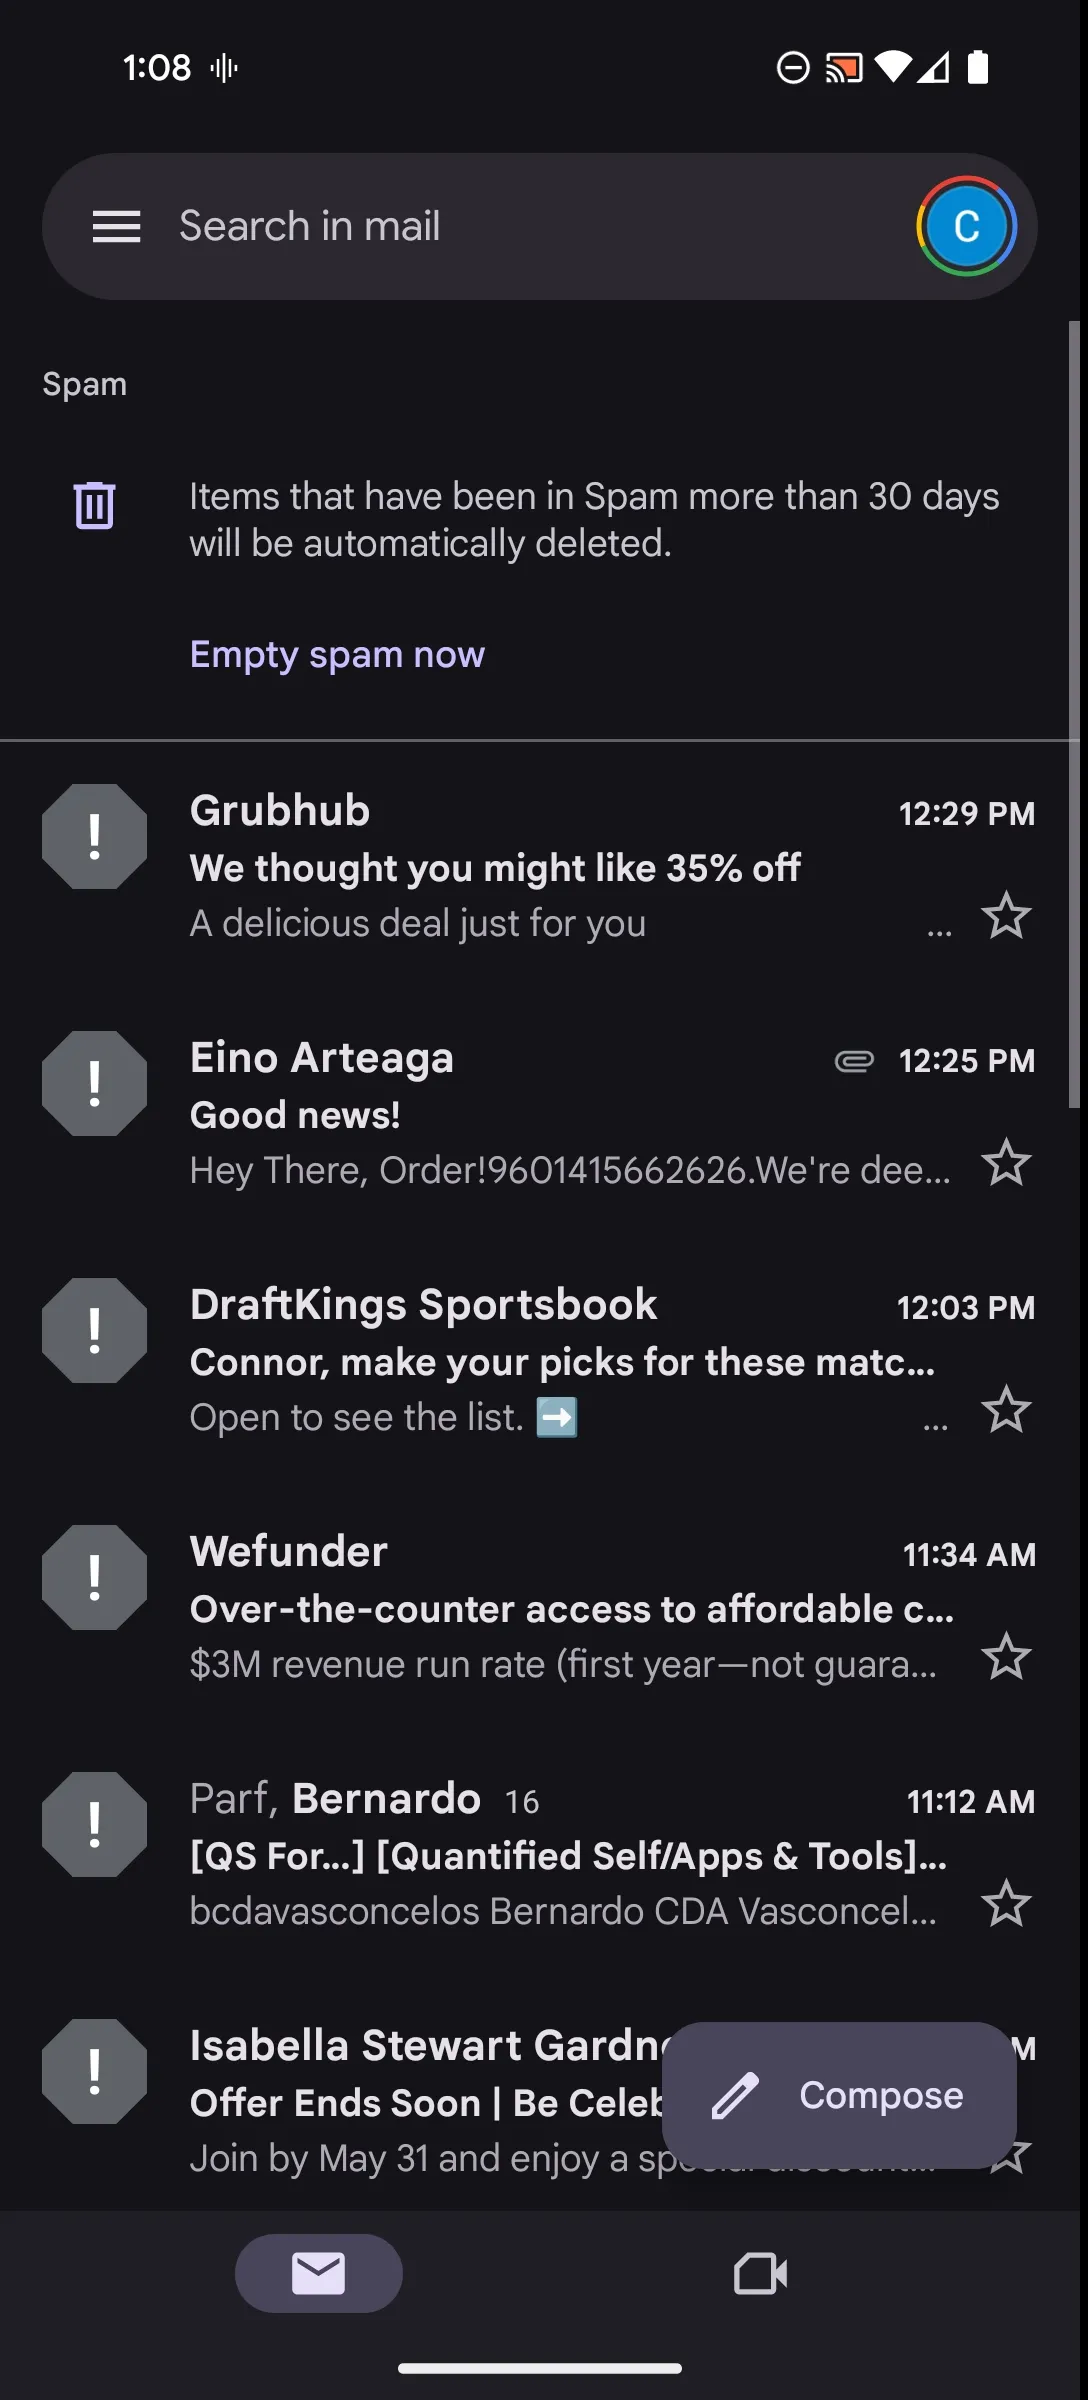 1:08
Search in mail
C
Spam
Items that have been in Spam more than 30 days
will be automatically deleted.
Empty spam now
Grubhub 12:29 PM
We thought you might like 35% off
A delicious deal just for you ...
Eino Arteaga 12:25 PM
Good news!
Hey There, Order!9601415662626.We're dee...
DraftKings Sportsbook 12:03 PM
Connor, make your picks for these matc...
Open to see the list. ➡️ ...
Wefunder 11:34 AM
Over-the-counter access to affordable c...
$3M revenue run rate (first year—not guara...
Parf, Bernardo 16 11:12 AM
[QS For...] [Quantified Self/Apps & Tools]...
bcdavasconcelos Bernardo CDA Vasconcel...
Isabella Stewart Gardn
Offer Ends Soon | Be Celeb
Join by May 31 and enjoy a special discount...
Compose